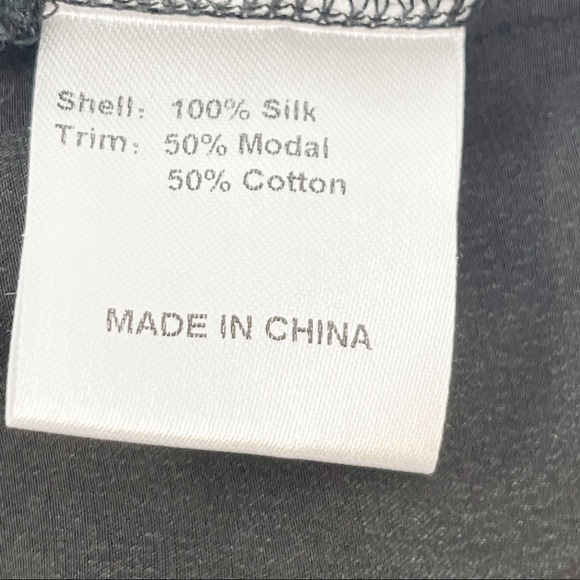 Shell: 100% Silk
Trim: 50% Modal
50% Cotton
MADE IN CHINA